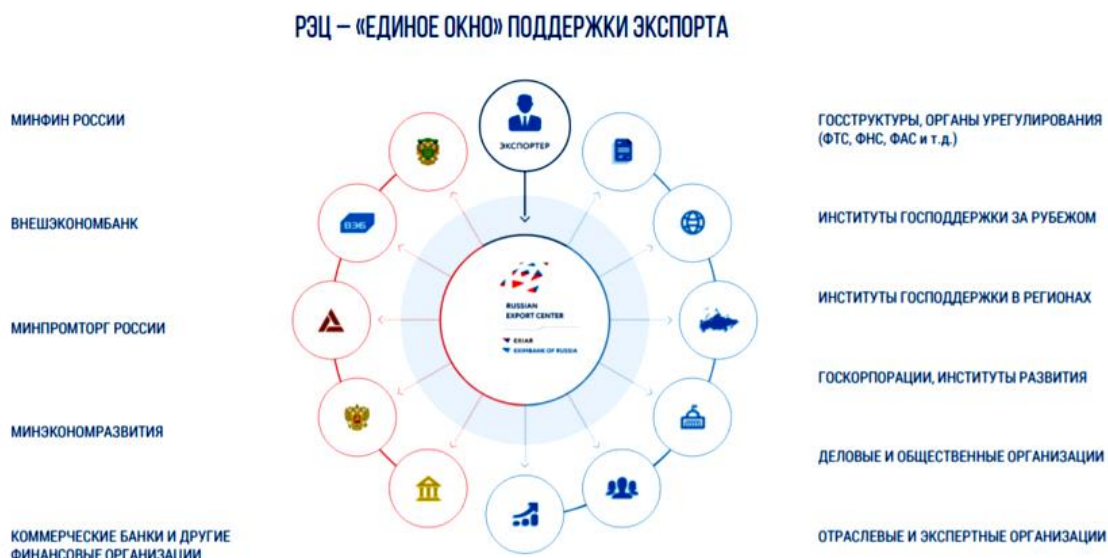 РЭЦ – «ЕДИНОЕ ОКНО» ПОДДЕРЖКИ ЭКСПОРТА
МИНФИН РОССИИ
ВНЕШЭКОНОМБАНК
МИНПРОМТОРГ РОССИИ
МИНЭКОНОМРАЗВИТИЯ
КОММЕРЧЕСКИЕ БАНКИ И ДРУГИЕ
ФИНАНСОВЫЕ ОРГАНИЗАЦИИ
ЭКСПОРТЕР
ВЭБ
RUSSIAN
EXPORT CENTER
EXIAR
EXIMBANK OF RUSSIA
ГОССТРУКТУРЫ, ОРГАНЫ УРЕГУЛИРОВАНИЯ
(ФТС, ФНС, ФАС и т.д.)
ИНСТИТУТЫ ГОСПОДДЕРЖКИ ЗА РУБЕЖОМ
ИНСТИТУТЫ ГОСПОДДЕРЖКИ В РЕГИОНАХ
ГОСКОРПОРАЦИИ, ИНСТИТУТЫ РАЗВИТИЯ
ДЕЛОВЫЕ И ОБЩЕСТВЕННЫЕ ОРГАНИЗАЦИИ
ОТРАСЛЕВЫЕ И ЭКСПЕРТНЫЕ ОРГАНИЗАЦИИ